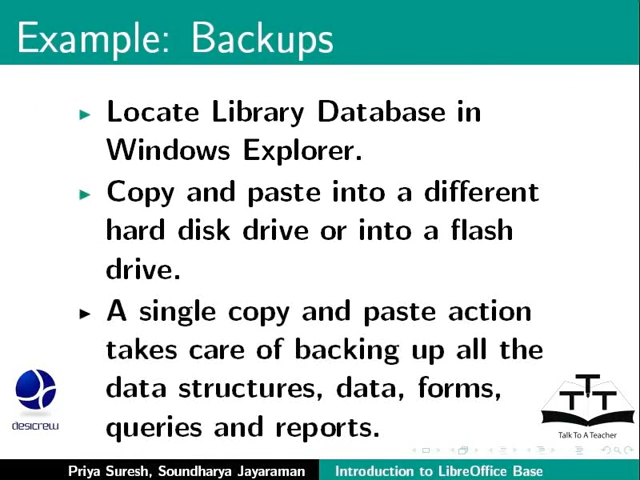 Example: Backups
Locate Library Database in
Windows Explorer.
Copy and paste into a different
hard disk drive or into a flash
drive.
A single copy and paste action
takes care of backing up all the
data structures, data, forms,
queries and reports.
desicrew
TTT
Talk To A Teacher
Priya Suresh, Soundharya Jayaraman Introduction to LibreOffice Base